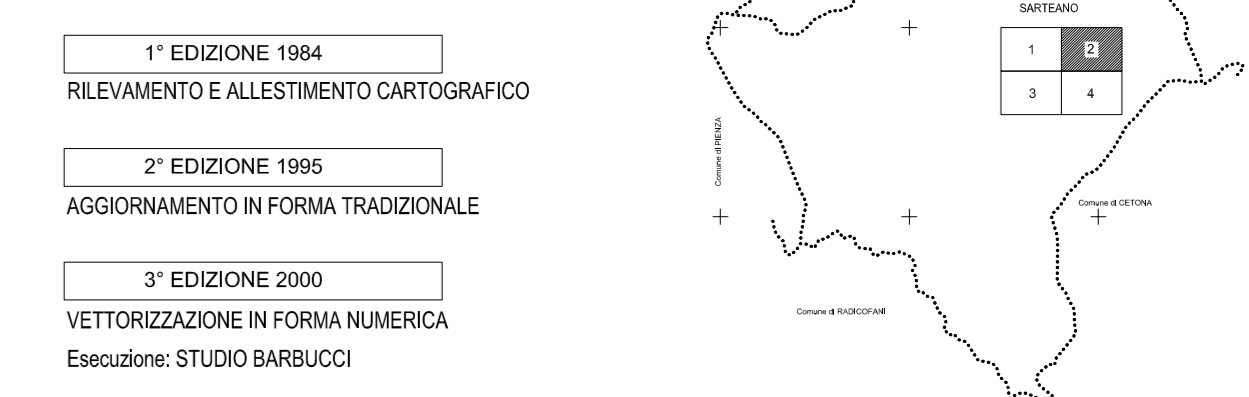 1° EDIZIONE 1984
RILEVAMENTO E ALLESTIMENTO CARTOGRAFICO
2° EDIZIONE 1995
AGGIORNAMENTO IN FORMA TRADIZIONALE
3° EDIZIONE 2000
VETTORIZZAZIONE IN FORMA NUMERICA
Esecuzione: STUDIO BARBUCCI
SARTEANO
1 2
3 4
Comune di PIENZA
Comune di CETONA
Comune di RADICOFANI